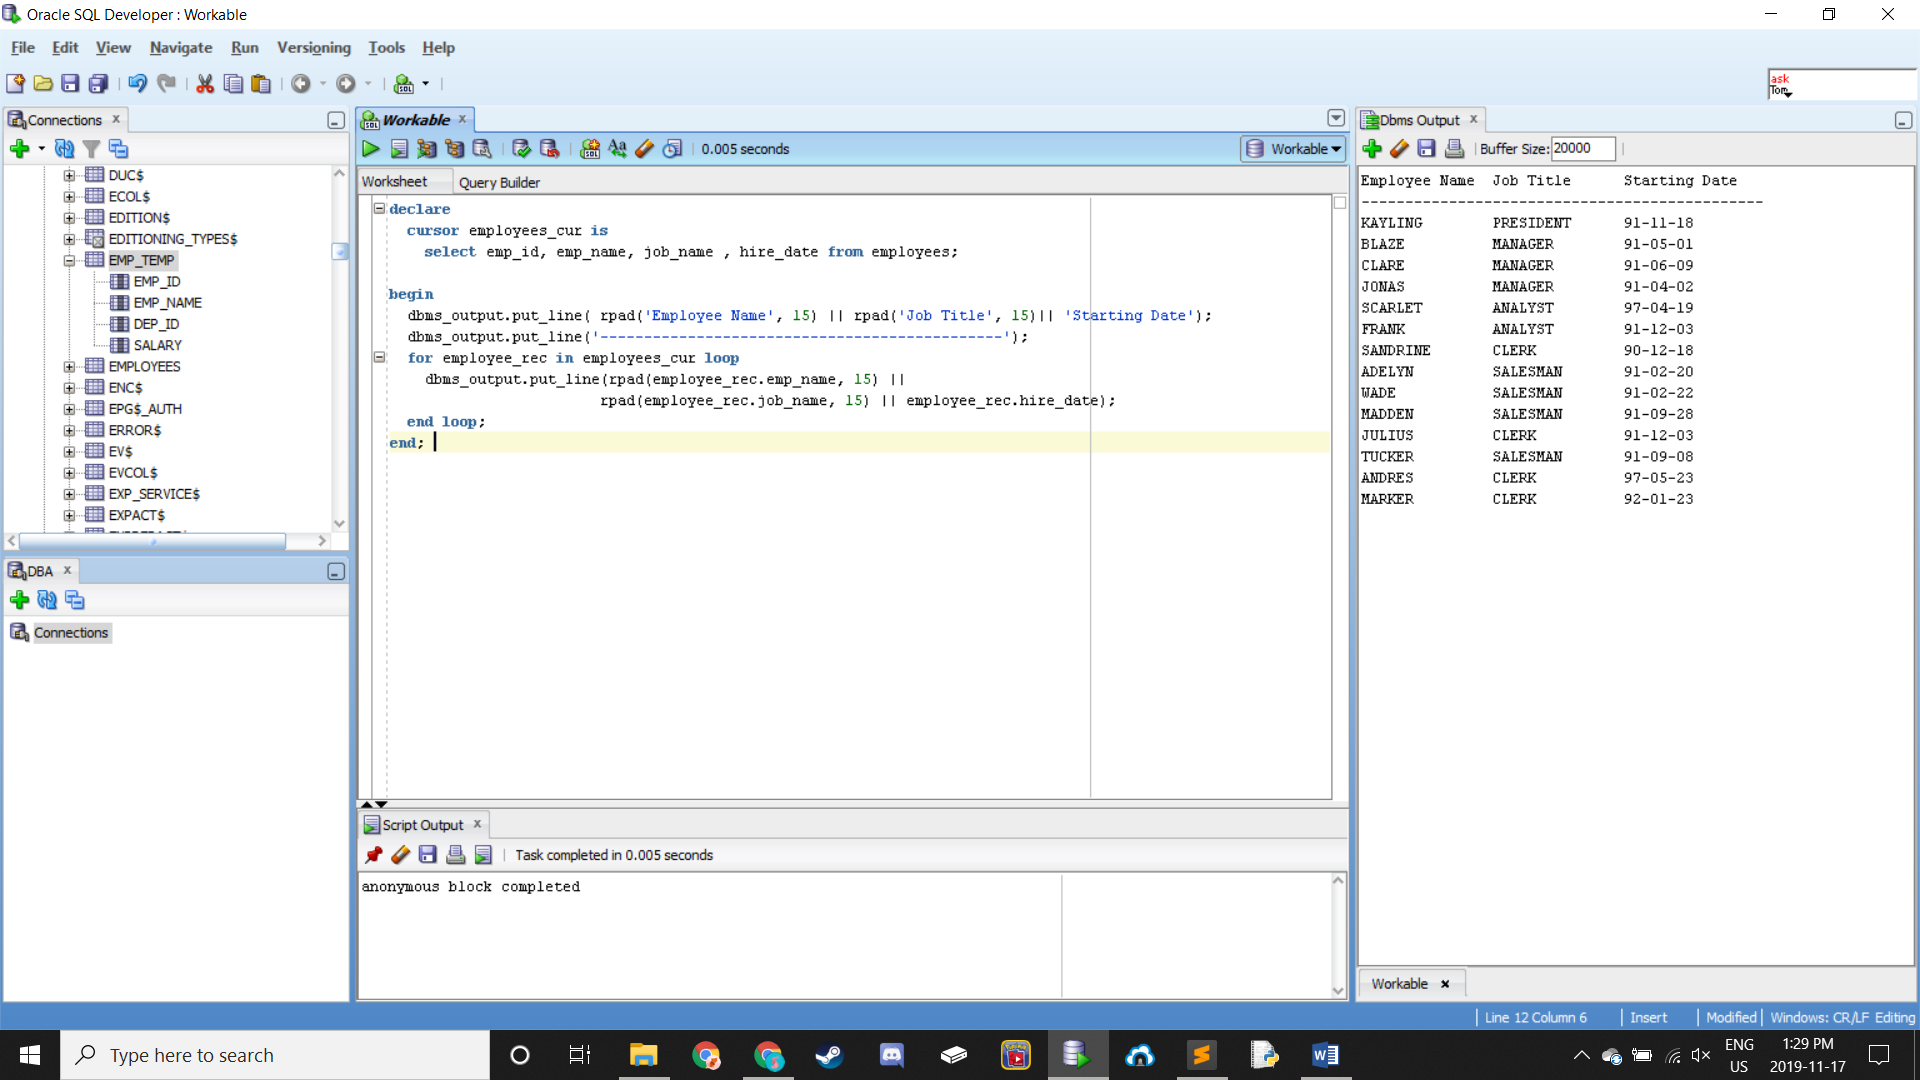 Oracle SQL Developer : Workable
File Edit View Navigate Run Versioning Tools Help
ask
Tom
Connections
DUC$
ECOL$
EDITION$
EDITIONING_TYPES$
EMP_TEMP
EMP_ID
EMP_NAME
DEP_ID
SALARY
EMPLOYEES
ENC$
EPG$_AUTH
ERROR$
EV$
EVCOL$
EXP_SERVICE$
EXPACT$
DBA
Connections
Workable
0.005 seconds
Workable
Worksheet Query Builder
declare
cursor employees_cur is
select emp_id, emp_name, job_name , hire_date from employees;
begin
dbms_output.put_line( rpad('Employee Name', 15) || rpad('Job Title', 15)|| 'Starting Date');
dbms_output.put_line('----------------------------------------------');
for employee_rec in employees_cur loop
dbms_output.put_line(rpad(employee_rec.emp_name, 15) ||
rpad(employee_rec.job_name, 15) || employee_rec.hire_date);
end loop;
end;
Script Output
Task completed in 0.005 seconds
anonymous block completed
Dbms Output
Buffer Size: 20000
Employee Name Job Title Starting Date
----------------------------------------------
KAYLING PRESIDENT 91-11-18
BLAZE MANAGER 91-05-01
CLARE MANAGER 91-06-09
JONAS MANAGER 91-04-02
SCARLET ANALYST 97-04-19
FRANK ANALYST 91-12-03
SANDRINE CLERK 90-12-18
ADELYN SALESMAN 91-02-20
WADE SALESMAN 91-02-22
MADDEN SALESMAN 91-09-28
JULIUS CLERK 91-12-03
TUCKER SALESMAN 91-09-08
ANDRES CLERK 97-05-23
MARKER CLERK 92-01-23
Workable
Line 12 Column 6 Insert Modified Windows: CR/LF Editing
Type here to search
ENG
US
1:29 PM
2019-11-17